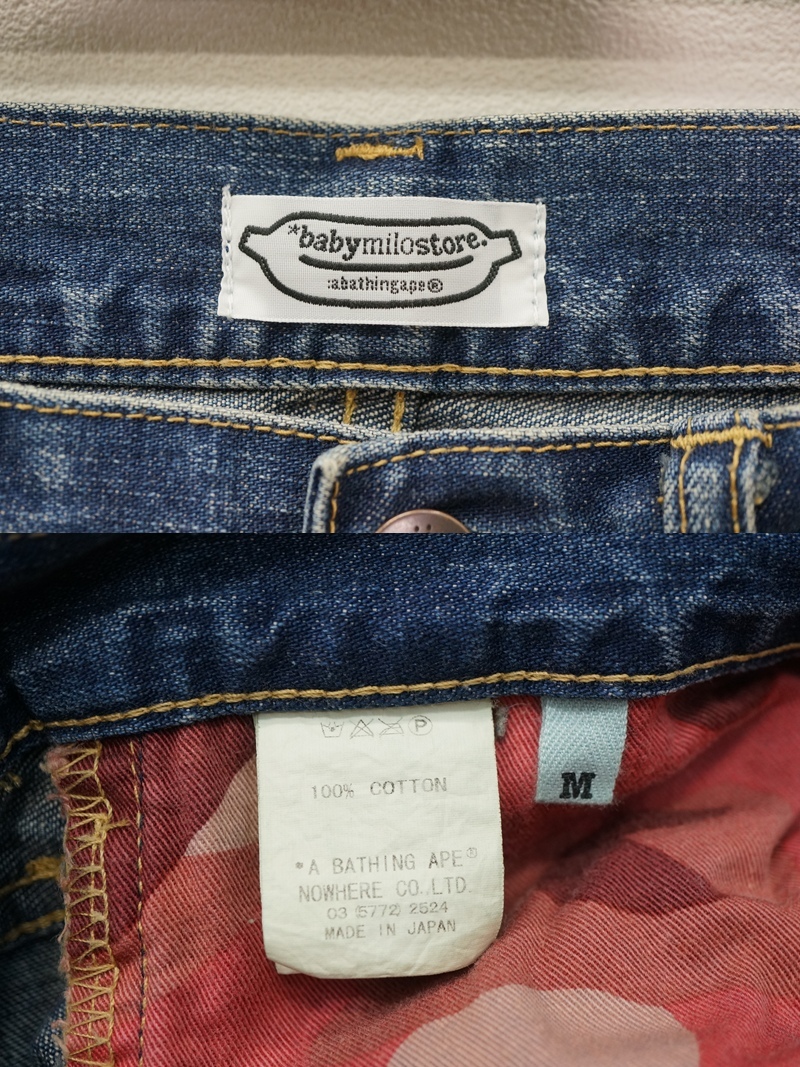 *babymilostore.
:abathingape®
P
100% COTTON
*A BATHING APE®
NOWHERE CO.,LTD.
03 (5772) 2524
MADE IN JAPAN
M